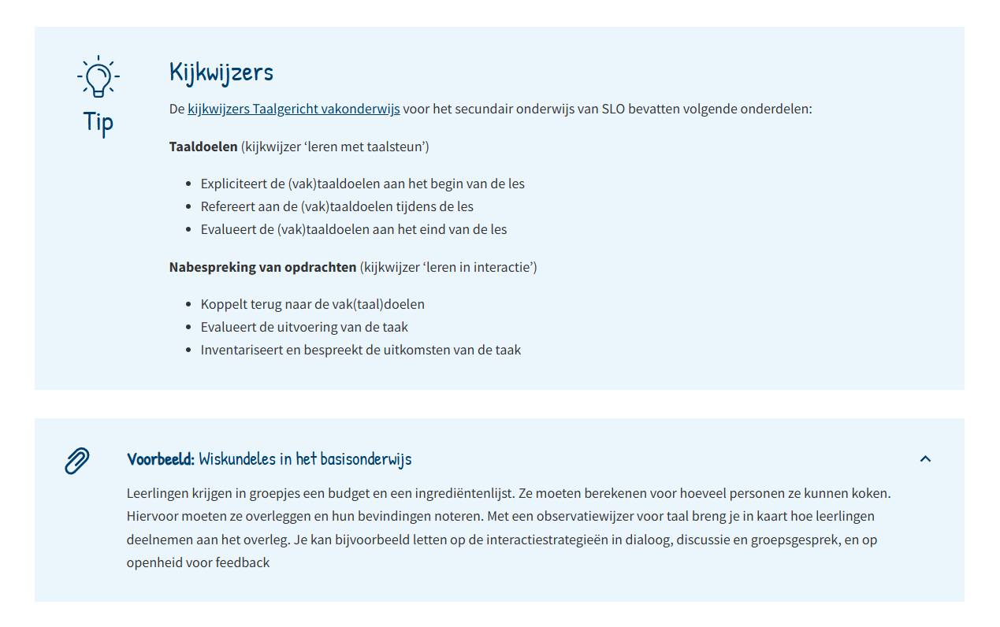 Tip
Kijkwijzers
De kijkwijzers Taalgericht vakonderwijs voor het secundair onderwijs van SLO bevatten volgende onderdelen:
Taaldoelen (kijkwijzer ‘leren met taalsteun’)
• Expliciteert de (vak)taaldoelen aan het begin van de les
• Refereert aan de (vak)taaldoelen tijdens de les
• Evalueert de (vak)taaldoelen aan het eind van de les
Nabespreking van opdrachten (kijkwijzer ‘leren in interactie’)
• Koppelt terug naar de vak(taal)doelen
• Evalueert de uitvoering van de taak
• Inventariseert en bespreekt de uitkomsten van de taak
Voorbeeld: Wiskundeles in het basisonderwijs
Leerlingen krijgen in groepjes een budget en een ingrediëntenlijst. Ze moeten berekenen voor hoeveel personen ze kunnen koken.
Hiervoor moeten ze overleggen en hun bevindingen noteren. Met een observatiewijzer voor taal breng je in kaart hoe leerlingen
deelnemen aan het overleg. Je kan bijvoorbeeld letten op de interactiestrategieën in dialoog, discussie en groepsgesprek, en op
openheid voor feedback